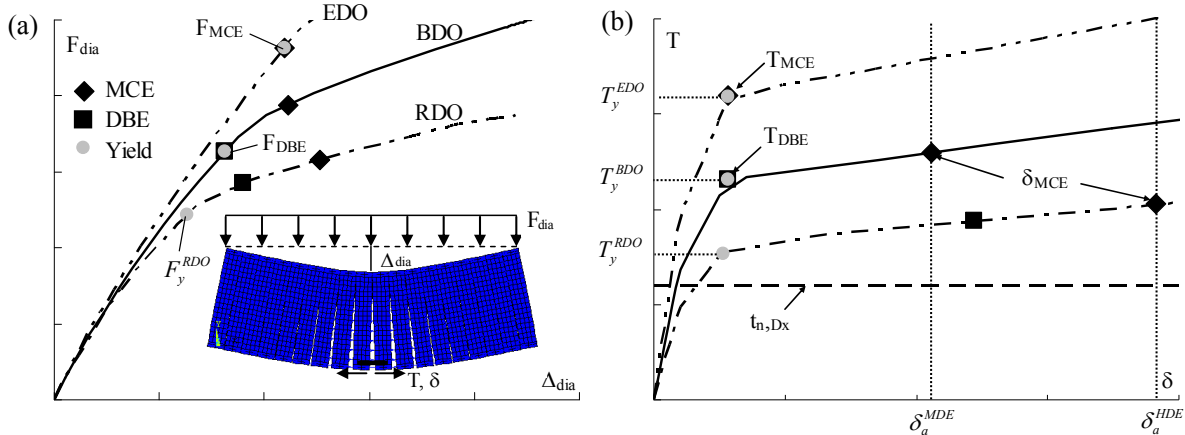 (a)
F_dia
EDO
F_MCE
BDO
MCE
DBE
Yield
RDO
F_DBE
F_y^RDO
F_dia
Δ_dia
T, δ
Δ_dia
(b)
T
T_MCE
T_y^EDO
T_DBE
T_y^BDO
δ_MCE
T_y^RDO
t_n,Dx
δ
δ_a^MDE
δ_a^HDE